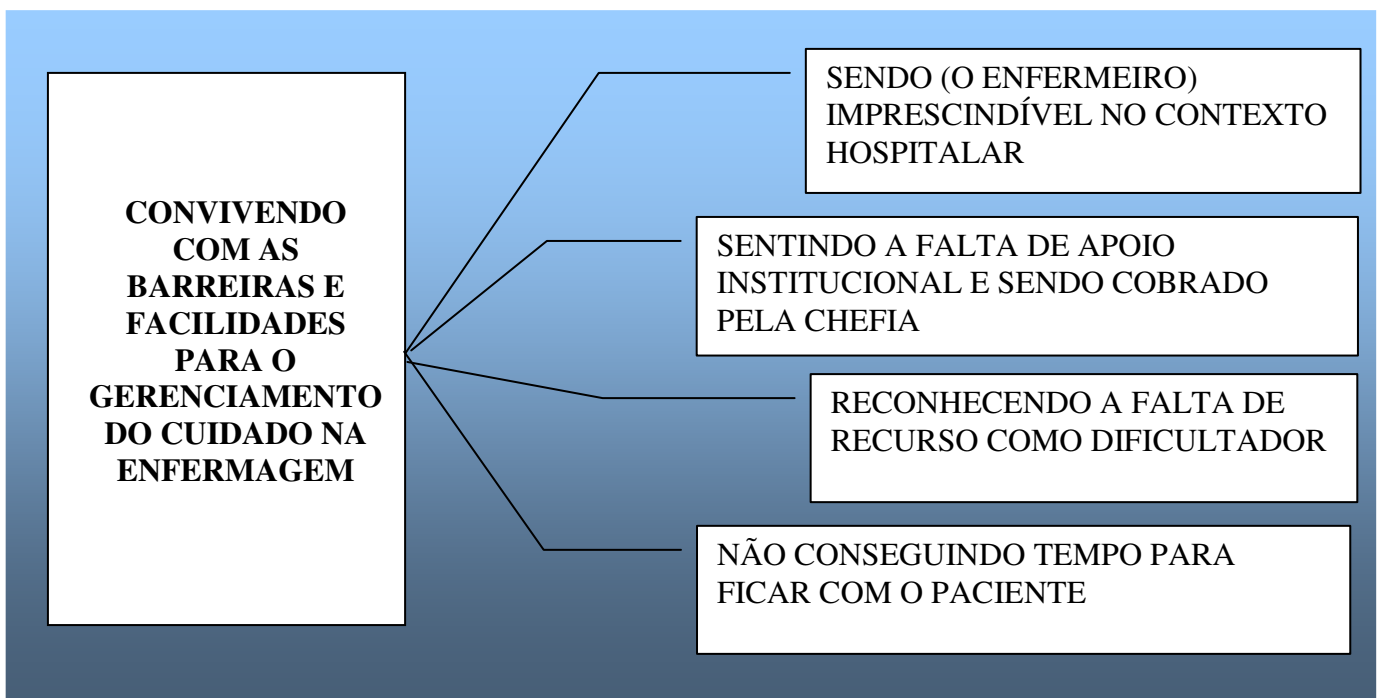 CONVIVENDO
COM AS
BARREIRAS E
FACILIDADES
PARA O
GERENCIAMENTO
DO CUIDADO NA
ENFERMAGEM
SENDO (O ENFERMEIRO)
IMPRESCINDÍVEL NO CONTEXTO
HOSPITALAR
SENTINDO A FALTA DE APOIO
INSTITUCIONAL E SENDO COBRADO
PELA CHEFIA
RECONHECENDO A FALTA DE
RECURSO COMO DIFICULTADOR
NÃO CONSEGUINDO TEMPO PARA
FICAR COM O PACIENTE